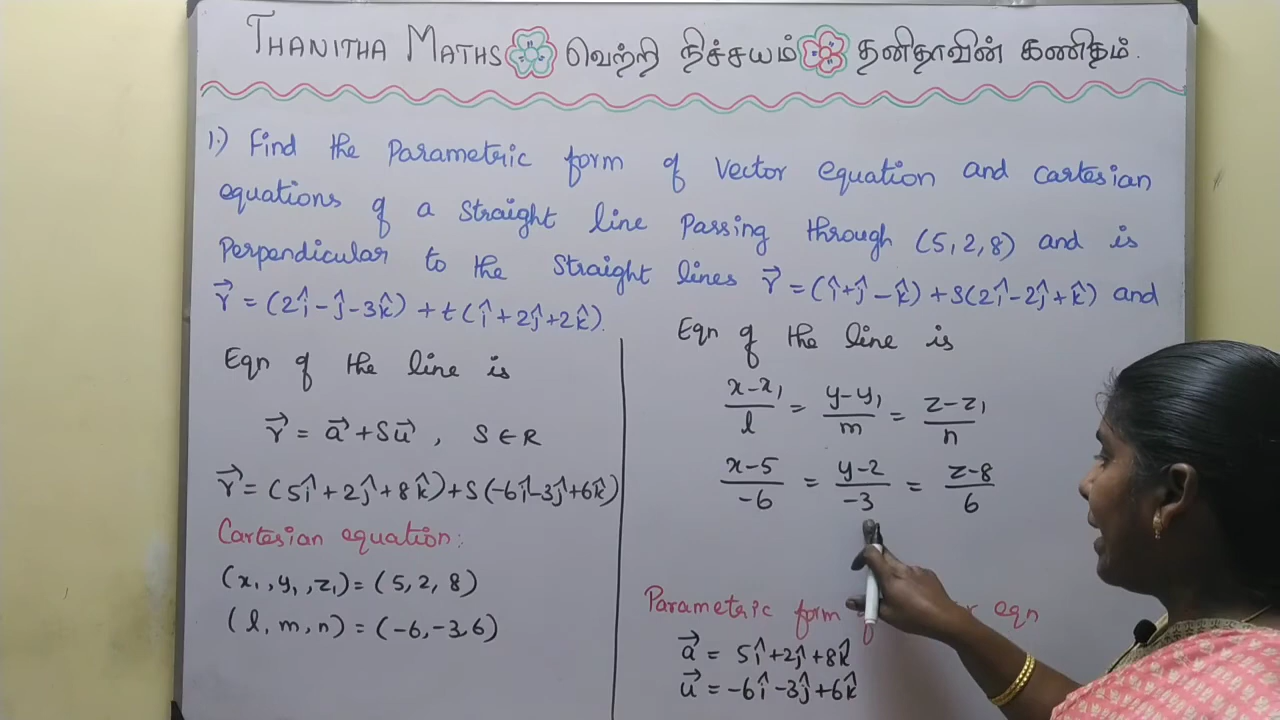 THANITHA MATHS வெற்றி நிச்சயம் தனிதாவின் கணிதம்.
1.) Find the Parametric form of Vector equation and Cartesian
equations of a straight line Passing through (5, 2, 8) and is
Perpendicular to the straight lines r⃗ = (î+ĵ−k̂) + S(2î−2ĵ+k̂) and
r⃗ = (2î−ĵ−3k̂) + t(î+2ĵ+2k̂).
Eqn of the line is
r⃗ = a⃗ + Su⃗ , S ∈ R
r⃗ = (5î+2ĵ+8k̂)+S(−6î−3ĵ+6k̂)
Cartesian equation:
(x₁, y₁, z₁) = (5, 2, 8)
(l, m, n) = (−6, −3, 6)
Eqn of the line is
x−x₁/l = y−y₁/m = z−z₁/n
x−5/−6 = y−2/−3 = z−8/6
Parametric form eqn
a⃗ = 5î+2ĵ+8k̂
u⃗ = −6î−3ĵ+6k̂